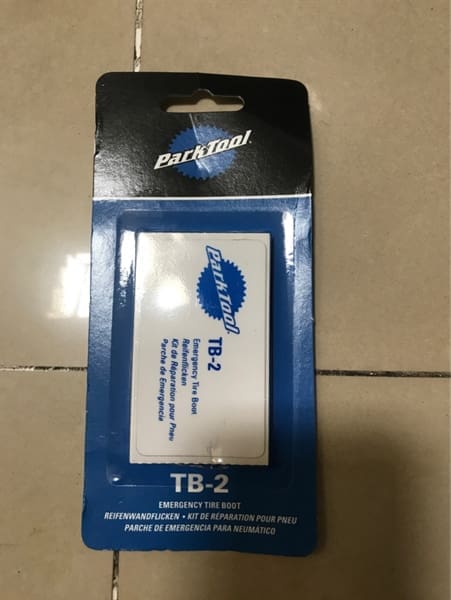 PARKTOOL
PARKTOOL
TB-2
Emergency Tire Boot
Reifenflicken
Kit de Réparation pour Pneu
Parche de Emergencia
TB-2
EMERGENCY TIRE BOOT
REIFENWANDFLICKEN • KIT DE RÉPARATION POUR PNEU
PARCHE DE EMERGENCIA PARA NEUMÁTICO